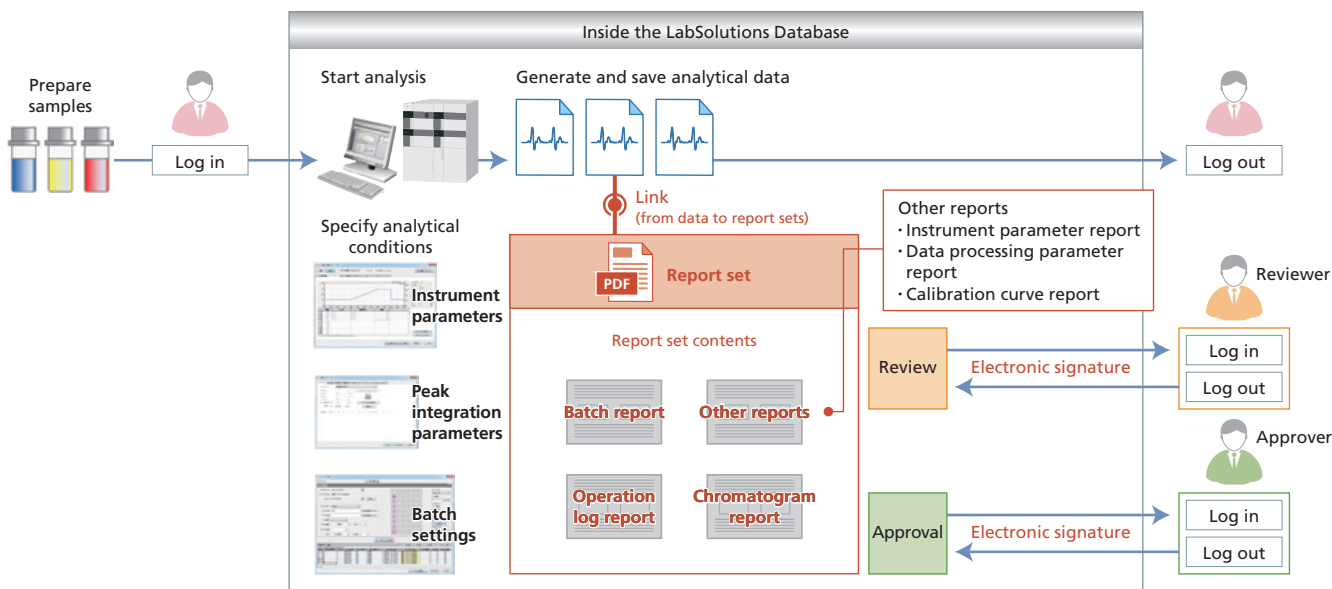 Inside the LabSolutions Database
Prepare
samples
Log in
Start analysis
Generate and save analytical data
Log out
Link
(from data to report sets)
Specify analytical
conditions
Instrument
parameters
Peak
integration
parameters
Batch
settings
PDF
Report set
Report set contents
Batch report
Other reports
Operation
log report
Chromatogram
report
Other reports
・Instrument parameter report
・Data processing parameter
report
・Calibration curve report
Reviewer
Review
Electronic signature
Log in
Log out
Approver
Approval
Electronic signature
Log in
Log out